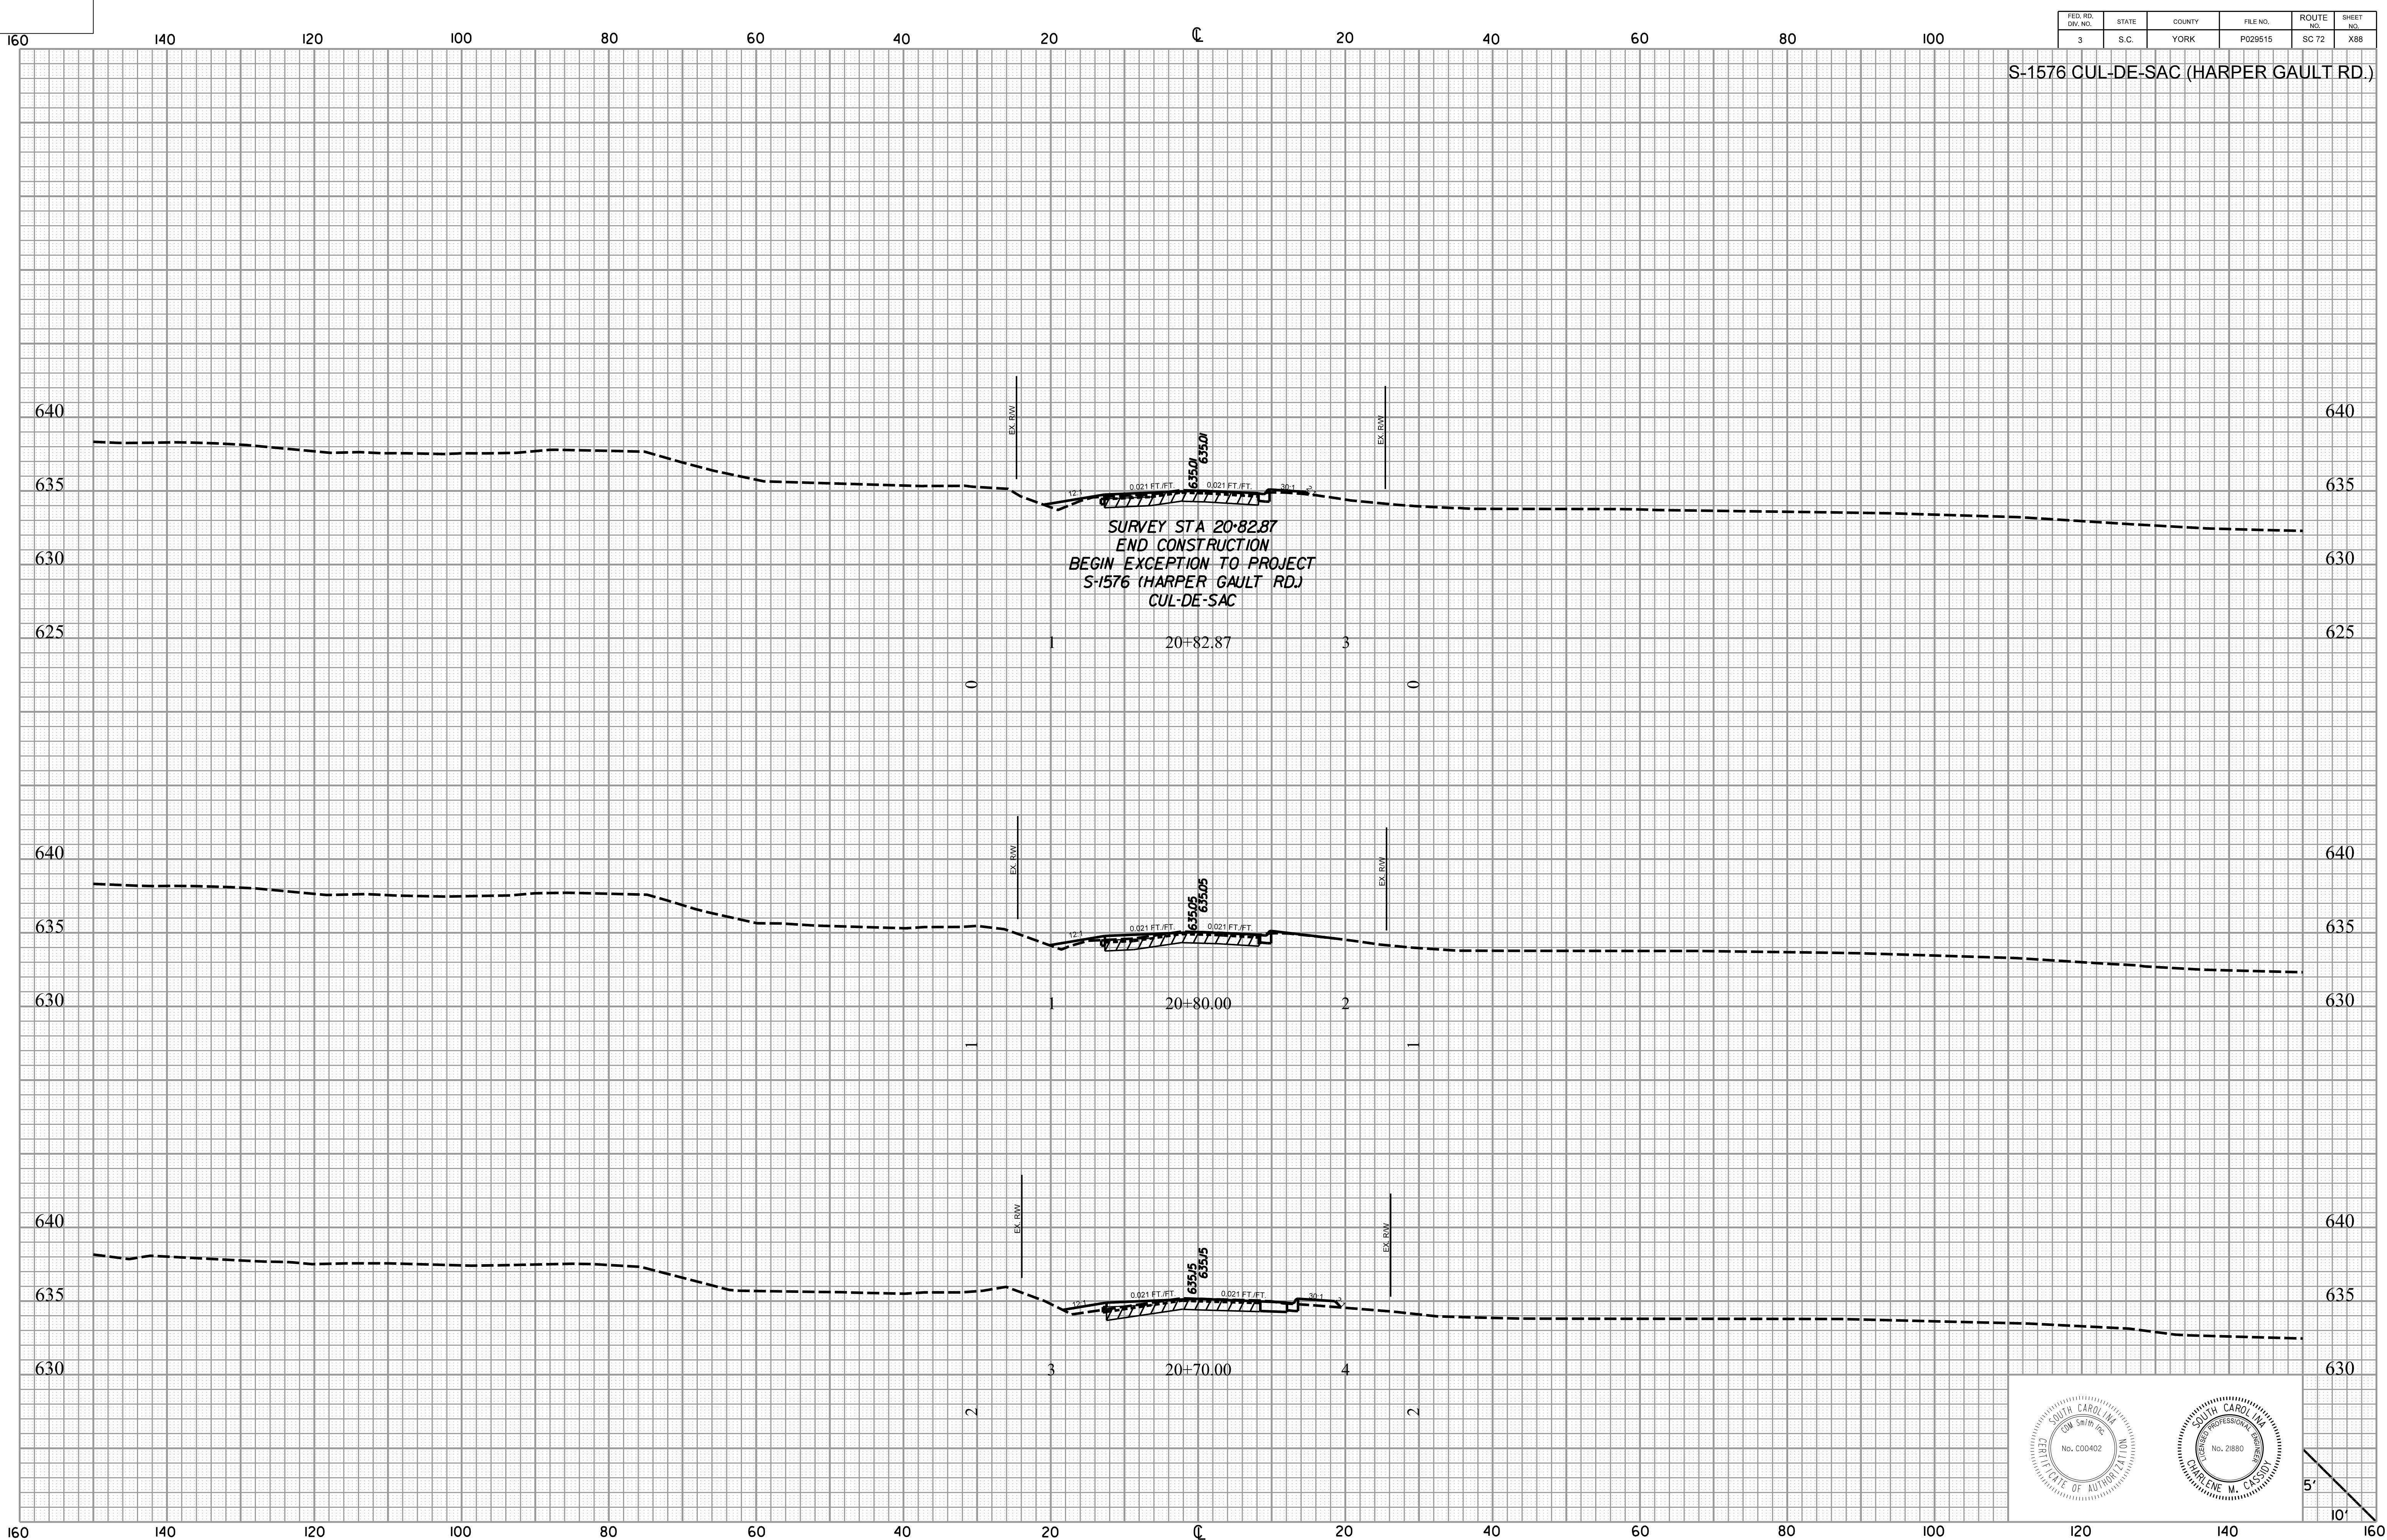 FED. RD. DIV. NO. STATE COUNTY FILE NO. ROUTE NO. SHEET NO.
3 S.C. YORK P029515 SC 72 X88
160 140 120 100 80 60 40 20 ℄ 20 40 60 80 100
S-1576 CUL-DE-SAC (HARPER GAULT RD.)
EX. R/W EX. R/W
640 640
635.01 635.01
635 12:1 0.021 FT./FT. 0.021 FT./FT. 30:1 635
SURVEY STA 20+82.87
END CONSTRUCTION
630 BEGIN EXCEPTION TO PROJECT 630
S-1576 (HARPER GAULT RD.)
CUL-DE-SAC
625 625
1 20+82.87 3
0 0
EX. R/W EX. R/W
640 640
635.05 635.05
635 12:1 0.021 FT./FT. 0.021 FT./FT. 635
630 1 20+80.00 2 630
1 1
EX. R/W EX. R/W
640 640
635.15 635.15
635 12:1 0.021 FT./FT. 0.021 FT./FT. 30:1 635
630 3 20+70.00 4 630
2 2
SOUTH CAROLINA
CDM Smith Inc.
No. C00402
CERTIFICATE OF AUTHORIZATION
SOUTH CAROLINA
LICENSED PROFESSIONAL ENGINEER
No. 21880
CHARLENE M. CASSIDY
5'
10'
160 140 120 100 80 60 40 20 ℄ 20 40 60 80 100 120 140 160